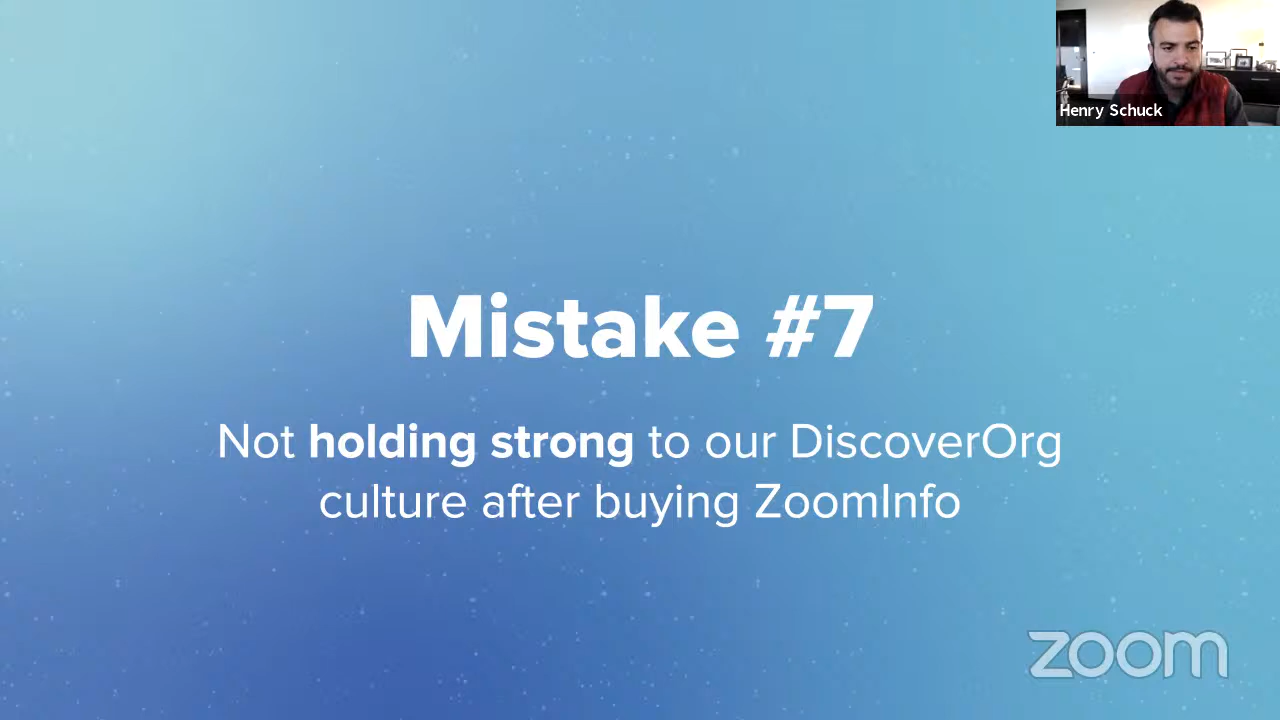 Henry Schuck
Mistake #7
Not holding strong to our DiscoverOrg
culture after buying ZoomInfo
zoom